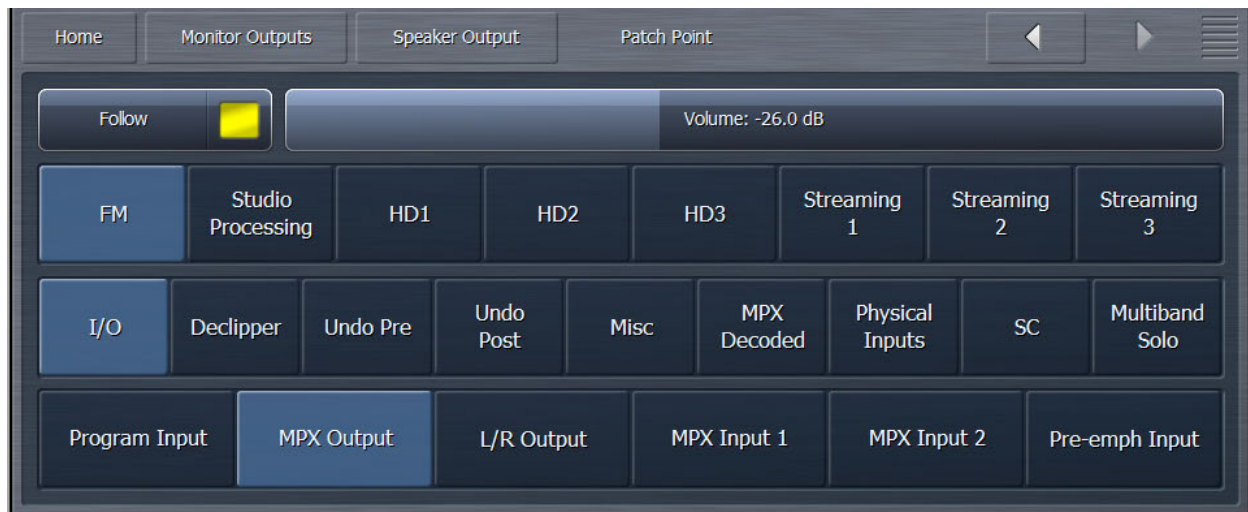 Home Monitor Outputs Speaker Output Patch Point
Follow Volume: -26.0 dB
FM Studio Processing HD1 HD2 HD3 Streaming 1 Streaming 2 Streaming 3
I/O Declipper Undo Pre Undo Post Misc MPX Decoded Physical Inputs SC Multiband Solo
Program Input MPX Output L/R Output MPX Input 1 MPX Input 2 Pre-emph Input